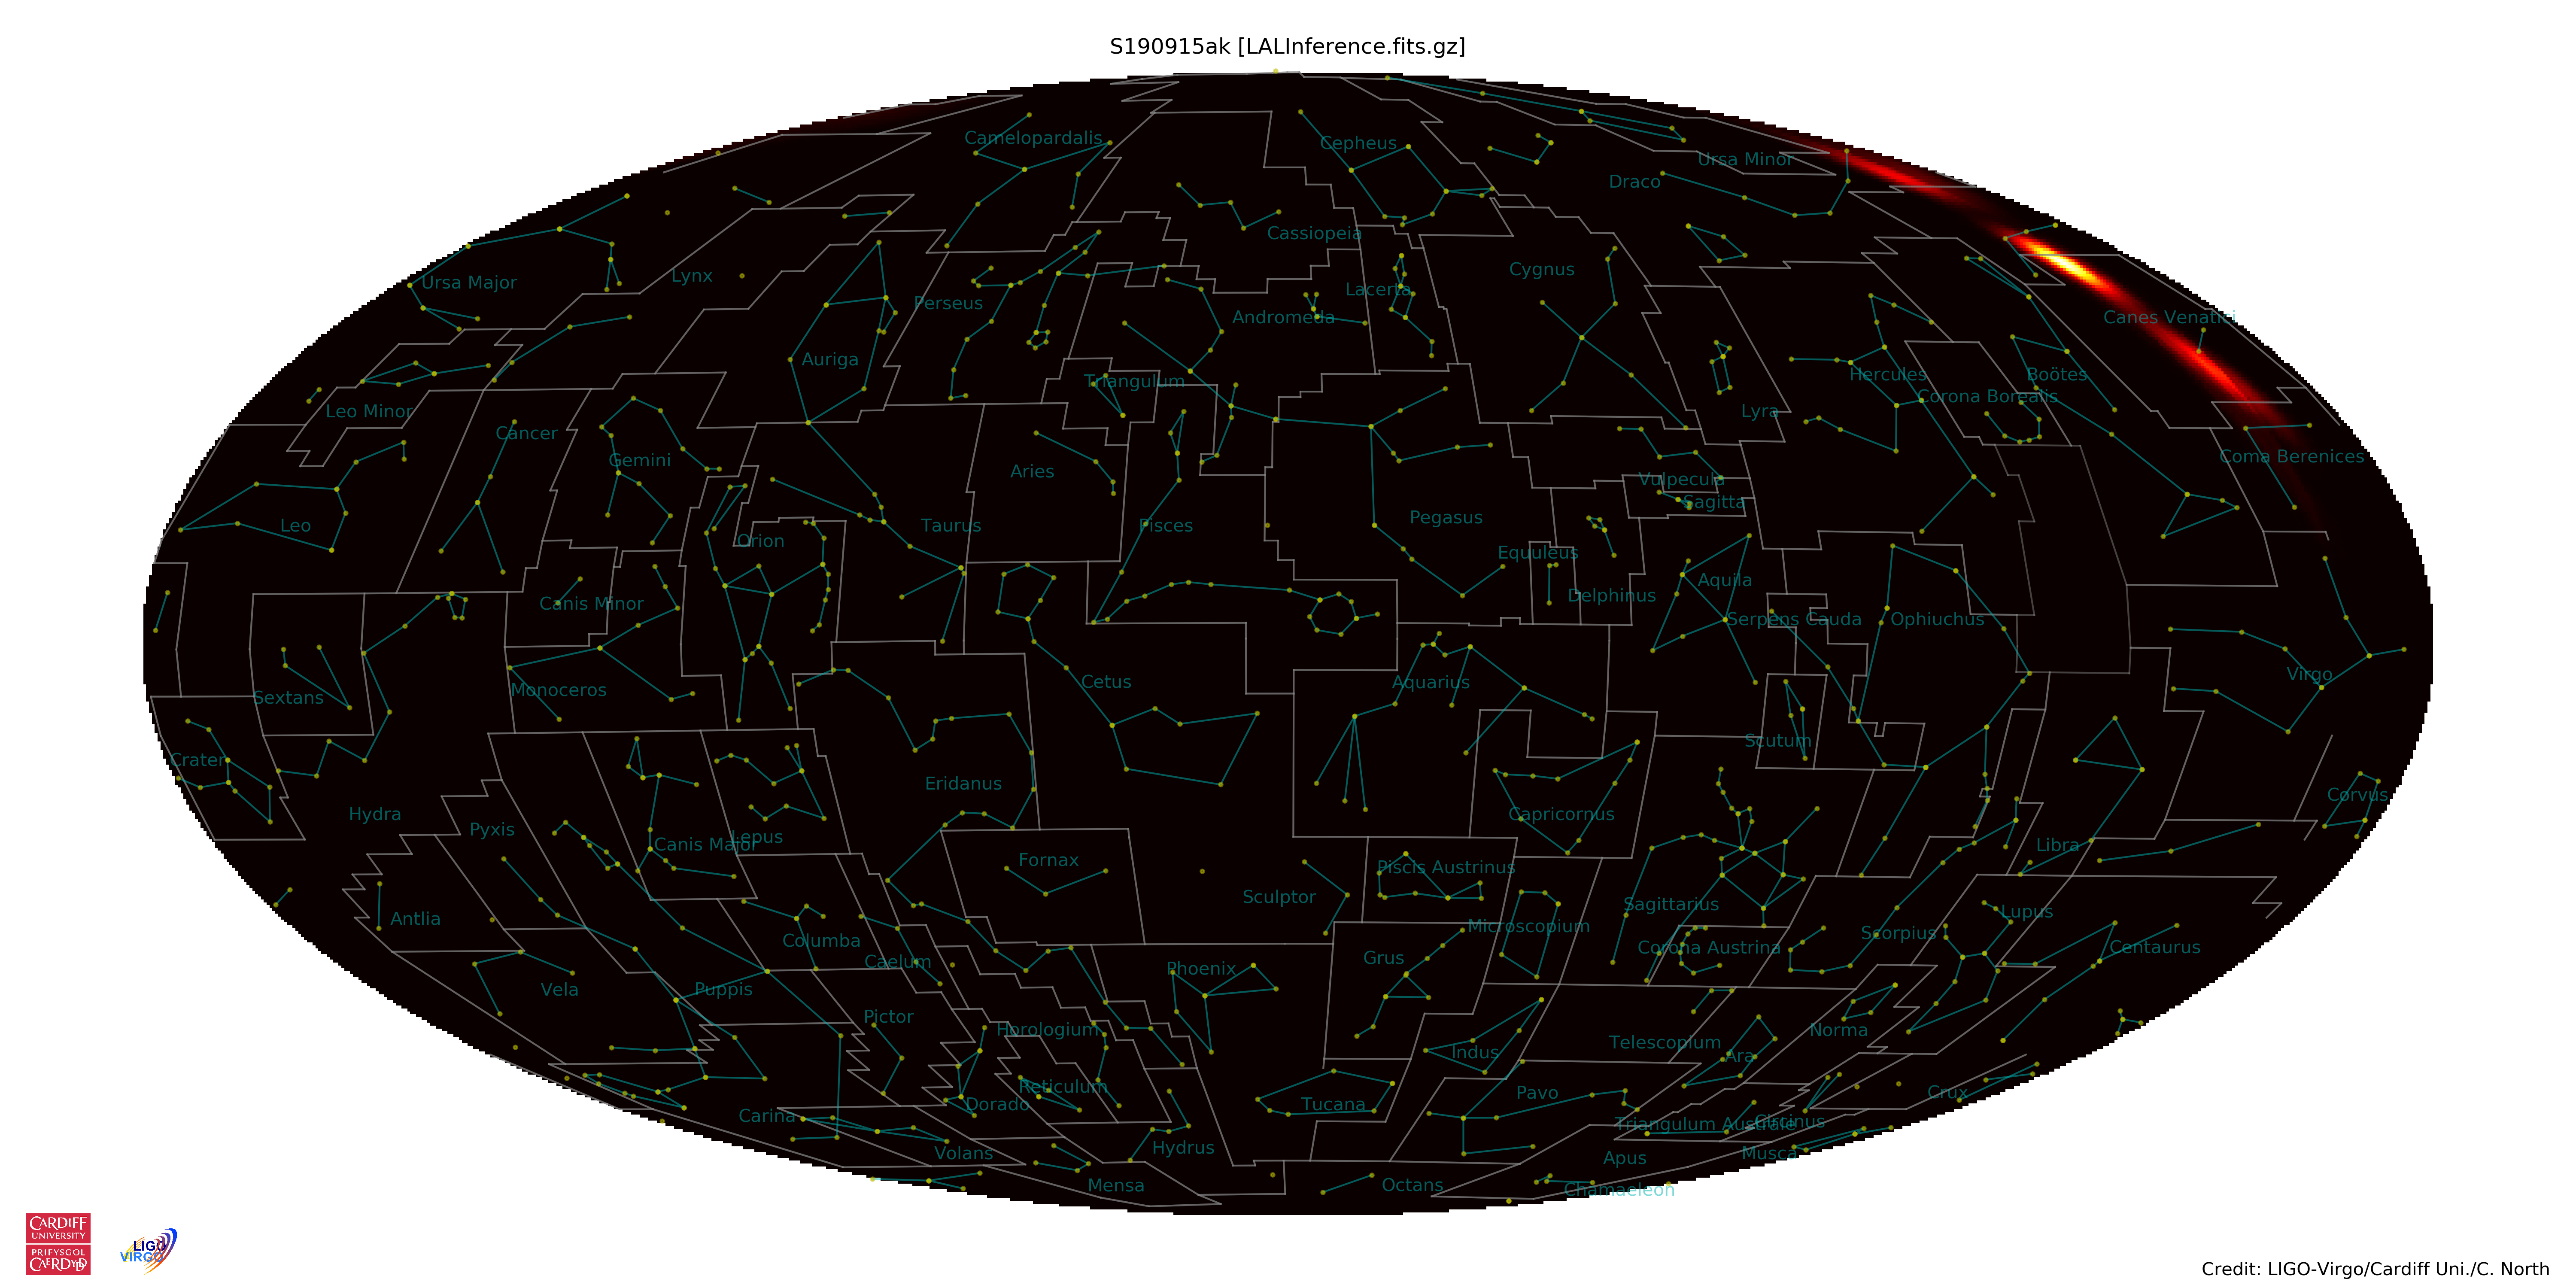 S190915ak [LALInference.fits.gz]
Camelopardalis
Cepheus
Ursa Minor
Draco
Cassiopeia
Ursa Major
Lynx
Cygnus
Lacerta
Perseus
Andromeda
Canes Venatici
Auriga
Triangulum
Hercules
Boötes
Corona Borealis
Leo Minor
Lyra
Cancer
Gemini
Coma Berenices
Aries
Vulpecula
Sagitta
Leo
Taurus
Pisces
Pegasus
Orion
Equuleus
Aquila
Canis Minor
Delphinus
Serpens Cauda
Ophiuchus
Virgo
Sextans
Monoceros
Cetus
Aquarius
Scutum
Crater
Eridanus
Corvus
Hydra
Capricornus
Pyxis
Lepus
Canis Major
Libra
Fornax
Piscis Austrinus
Sculptor
Sagittarius
Lupus
Antlia
Microscopium
Scorpius
Columba
Corona Austrina
Centaurus
Caelum
Grus
Phoenix
Vela
Puppis
Pictor
Horologium
Norma
Telescopium
Indus
Ara
Reticulum
Pavo
Crux
Dorado
Tucana
Carina
Triangulum Australe
Circinus
Hydrus
Volans
Musca
Apus
Mensa
Octans
Chamaeleon
CARDIFF
UNIVERSITY
PRIFYSGOL
CAERDYDD
LIGO
VIRGO
Credit: LIGO-Virgo/Cardiff Uni./C. North